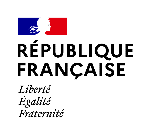 RÉPUBLIQUE
FRANÇAISE
Liberté
Égalité
Fraternité